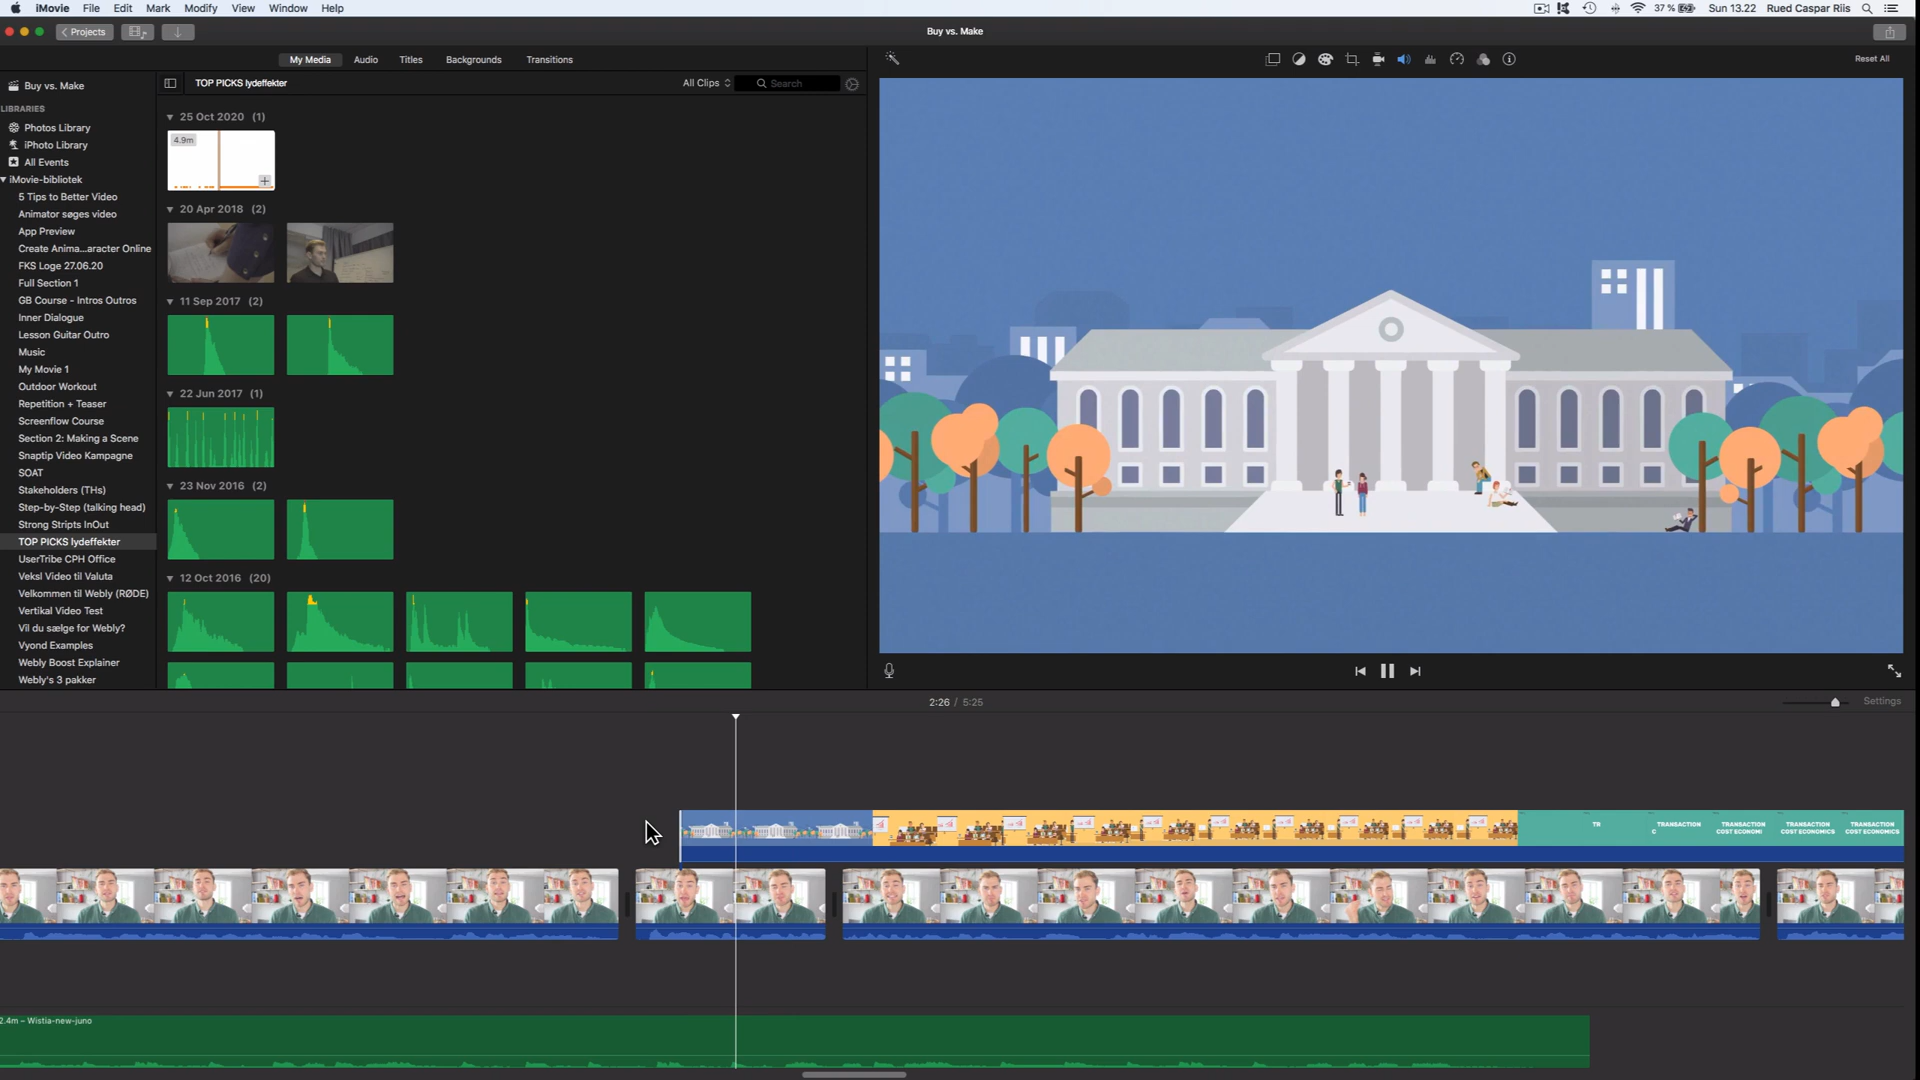 iMovie File Edit Mark Modify View Window Help
37 % Sun 13.22 Rued Caspar Riis
Projects
Buy vs. Make
My Media Audio Titles Backgrounds Transitions
Reset All
Buy vs. Make
TOP PICKS lydeffekter
All Clips
Search
LIBRARIES
Photos Library
iPhoto Library
All Events
iMovie-bibliotek
5 Tips to Better Video
Animator søges video
App Preview
Create Anima...aracter Online
FKS Loge 27.06.20
Full Section 1
GB Course - Intros Outros
Inner Dialogue
Lesson Guitar Outro
Music
My Movie 1
Outdoor Workout
Repetition + Teaser
Screenflow Course
Section 2: Making a Scene
Snaptip Video Kampagne
SOAT
Stakeholders (THs)
Step-by-Step (talking head)
Strong Stripts InOut
TOP PICKS lydeffekter
UserTribe CPH Office
Veksl Video til Valuta
Velkommen til Webly (RØDE)
Vertikal Video Test
Vil du sælge for Webly?
Vyond Examples
Webly Boost Explainer
Webly's 3 pakker
25 Oct 2020 (1)
4.9m
20 Apr 2018 (2)
11 Sep 2017 (2)
22 Jun 2017 (1)
23 Nov 2016 (2)
12 Oct 2016 (20)
2:26 / 5:25
Settings
TR
TRANSACTION
C
TRANSACTION
COST ECONOMI
TRANSACTION
COST ECONOMICS
TRANSACTION
COST ECONOMICS
2.4m – Wistia-new-juno